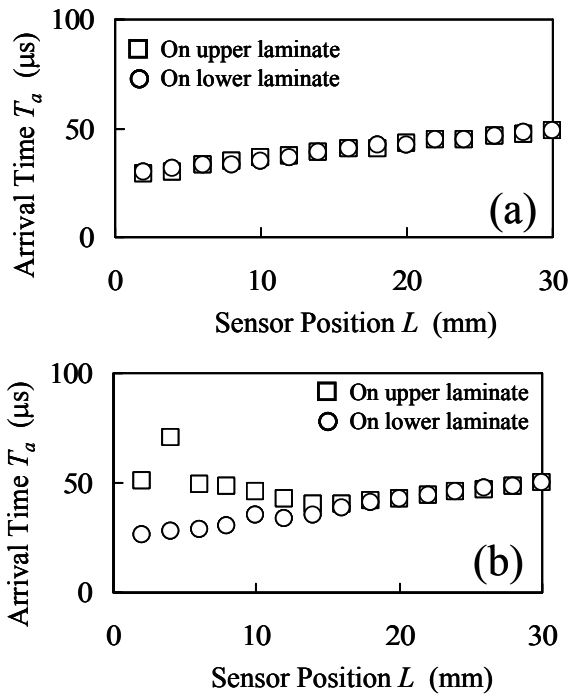 100
On upper laminate
On lower laminate
50
0
Arrival Time Ta (μs)
(a)
0 10 20 30
Sensor Position L (mm)
100
On upper laminate
On lower laminate
50
0
Arrival Time Ta (μs)
(b)
0 10 20 30
Sensor Position L (mm)